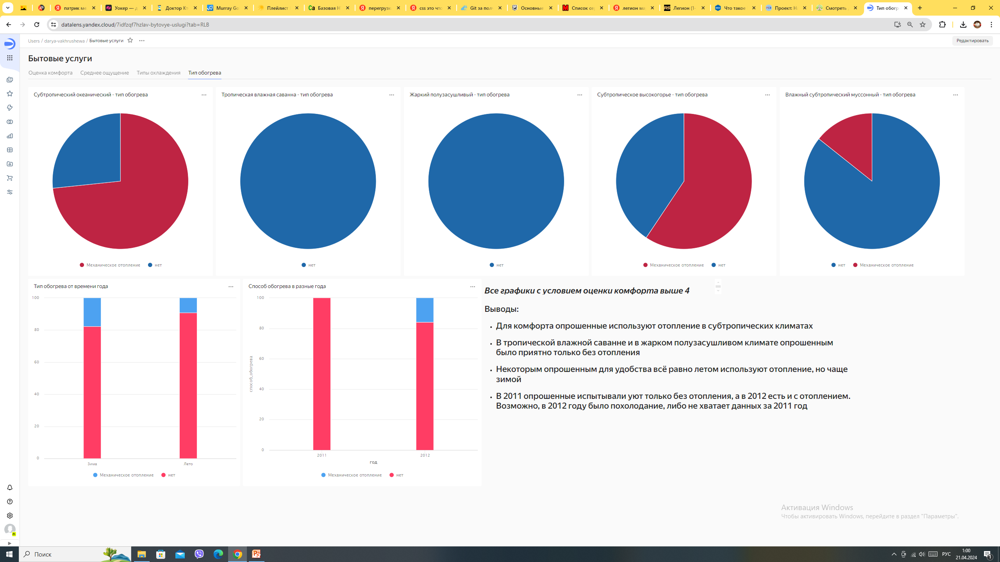 патрик ме
Уокер — д
Доктор Кт
Murray Go
Плейлист
Ca Базовая Н
перегрузк
css это что
Git за полч
Основные
Список се
легион ма
RS Легион (1-
Что такое
Проект: На
Смотреть
Тип обогр
datalens.yandex.cloud/7idfzqf7hzlav-bytovye-uslugi?tab=RLB
Users / darya-vakhrushewa / Бытовые услуги
Редактировать
Бытовые услуги
Оценка комфорта Среднее ощущение Типы охлаждения Тип обогрева
Субтропический океанический - тип обогрева
Механическое отопление нет
Тропическая влажная саванна - тип обогрева
нет
Жаркий полузасушливый - тип обогрева
нет
Субтропическое высокогорье - тип обогрева
Механическое отопление нет
Влажный субтропический муссонный - тип обогрева
нет Механическое отопление
Тип обогрева от времени года
100
80
60
40
20
0
Зима Лето
Механическое отопление нет
Способ обогрева в разные года
способ_обогрева
100
80
60
40
20
0
2011 2012
год
Механическое отопление нет
Все графики с условием оценки комфорта выше 4
Выводы:
• Для комфорта опрошенные используют отопление в субтропических климатах
• В тропической влажной саванне и в жарком полузасушливом климате опрошенным
было приятно только без отопления
• Некоторым опрошенным для удобства всё равно летом используют отопление, но чаще
зимой
• В 2011 опрошенные испытывали уют только без отопления, а в 2012 есть и с отоплением.
Возможно, в 2012 году было похолодание, либо не хватает данных за 2011 год
Активация Windows
Чтобы активировать Windows, перейдите в раздел "Параметры".
Поиск
РУС
1:00
21.04.2024
1